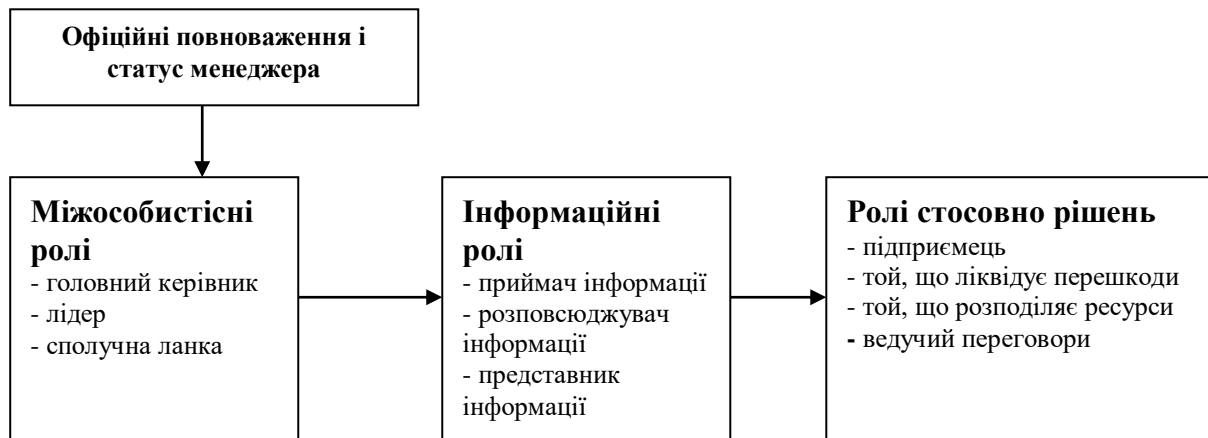 Офіційні повноваження і
статус менеджера
Міжособистісні
ролі
- головний керівник
- лідер
- сполучна ланка
Інформаційні
ролі
- приймач інформації
- розповсюджувач
інформації
- представник
інформації
Ролі стосовно рішень
- підприємець
- той, що ліквідує перешкоди
- той, що розподіляє ресурси
- ведучий переговори